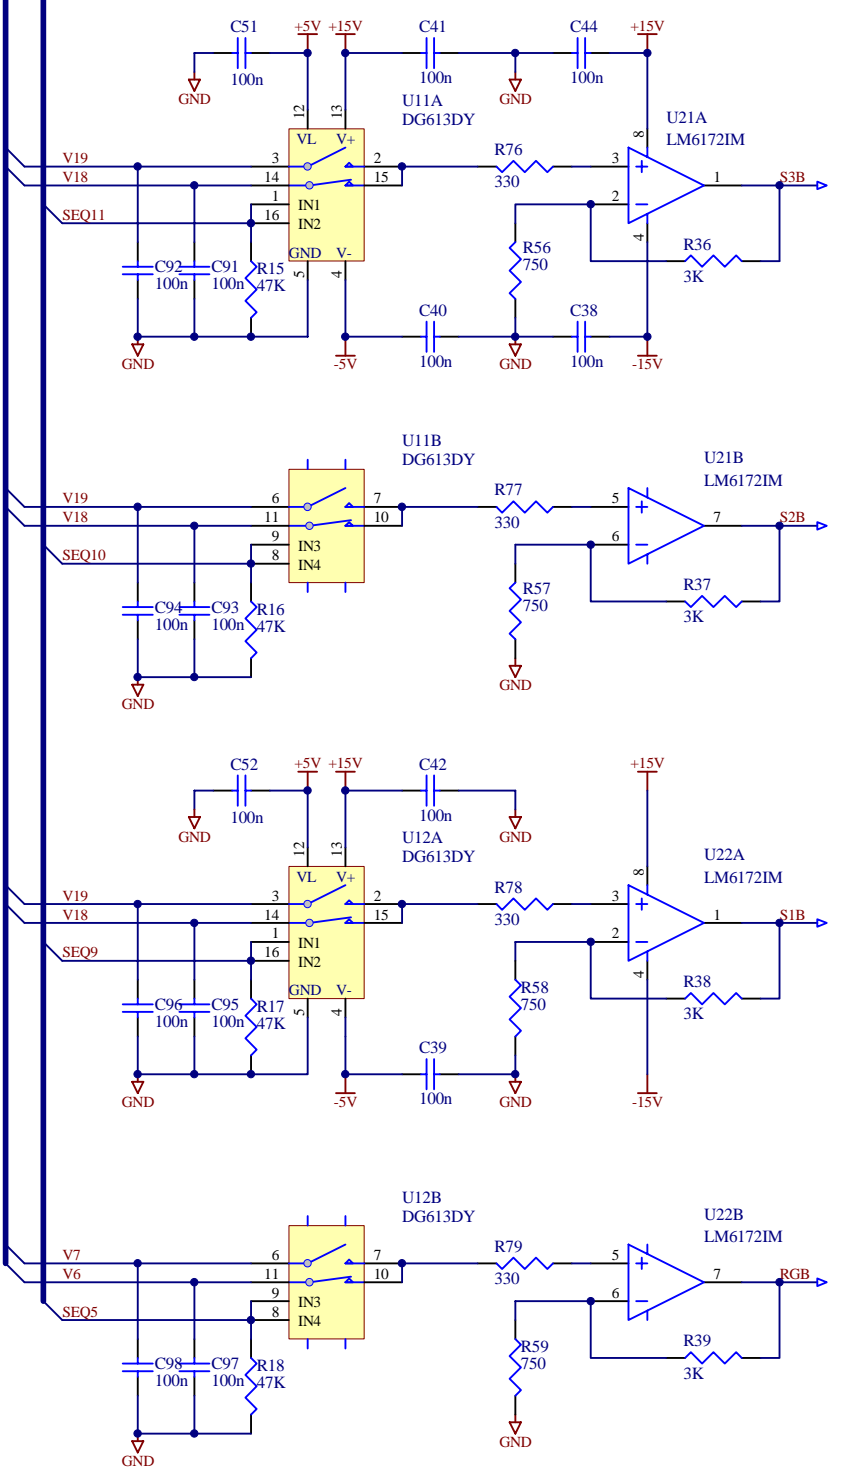 C51 +5V +15V C41 C44 +15V
100n 100n 100n
GND GND
U11A
DG613DY
12 13 8
U21A
LM6172IM
VL V+
V19 3 2 R76 3
V18 14 15 330 1 S3B
1 IN1 2
SEQ11 16 IN2
4
GND V-
5 4
C92 C91 R15 R56 R36
100n 100n 47K 750 3K
C40 C38
GND -5V 100n GND 100n -15V
U11B
DG613DY
U21B
LM6172IM
V19 6 7 R77 5
V18 11 10 330 7 S2B
9 IN3 6
SEQ10 8 IN4
C94 C93 R16 R57 R37
100n 100n 47K 750 3K
GND GND
C52 +5V +15V C42 +15V
100n 100n
GND GND
U12A
DG613DY
12 13 8
U22A
LM6172IM
VL V+
V19 3 2 R78 3
V18 14 15 330 1 S1B
1 IN1 2
SEQ9 16 IN2
4
GND V-
5 4
C96 C95 R17 R58 R38
100n 100n 47K 750 3K
C39
GND -5V 100n GND -15V
U12B
DG613DY
U22B
LM6172IM
V7 6 7 R79 5
V6 11 10 330 7 RGB
9 IN3 6
SEQ5 8 IN4
C98 C97 R18 R59 R39
100n 100n 47K 750 3K
GND GND